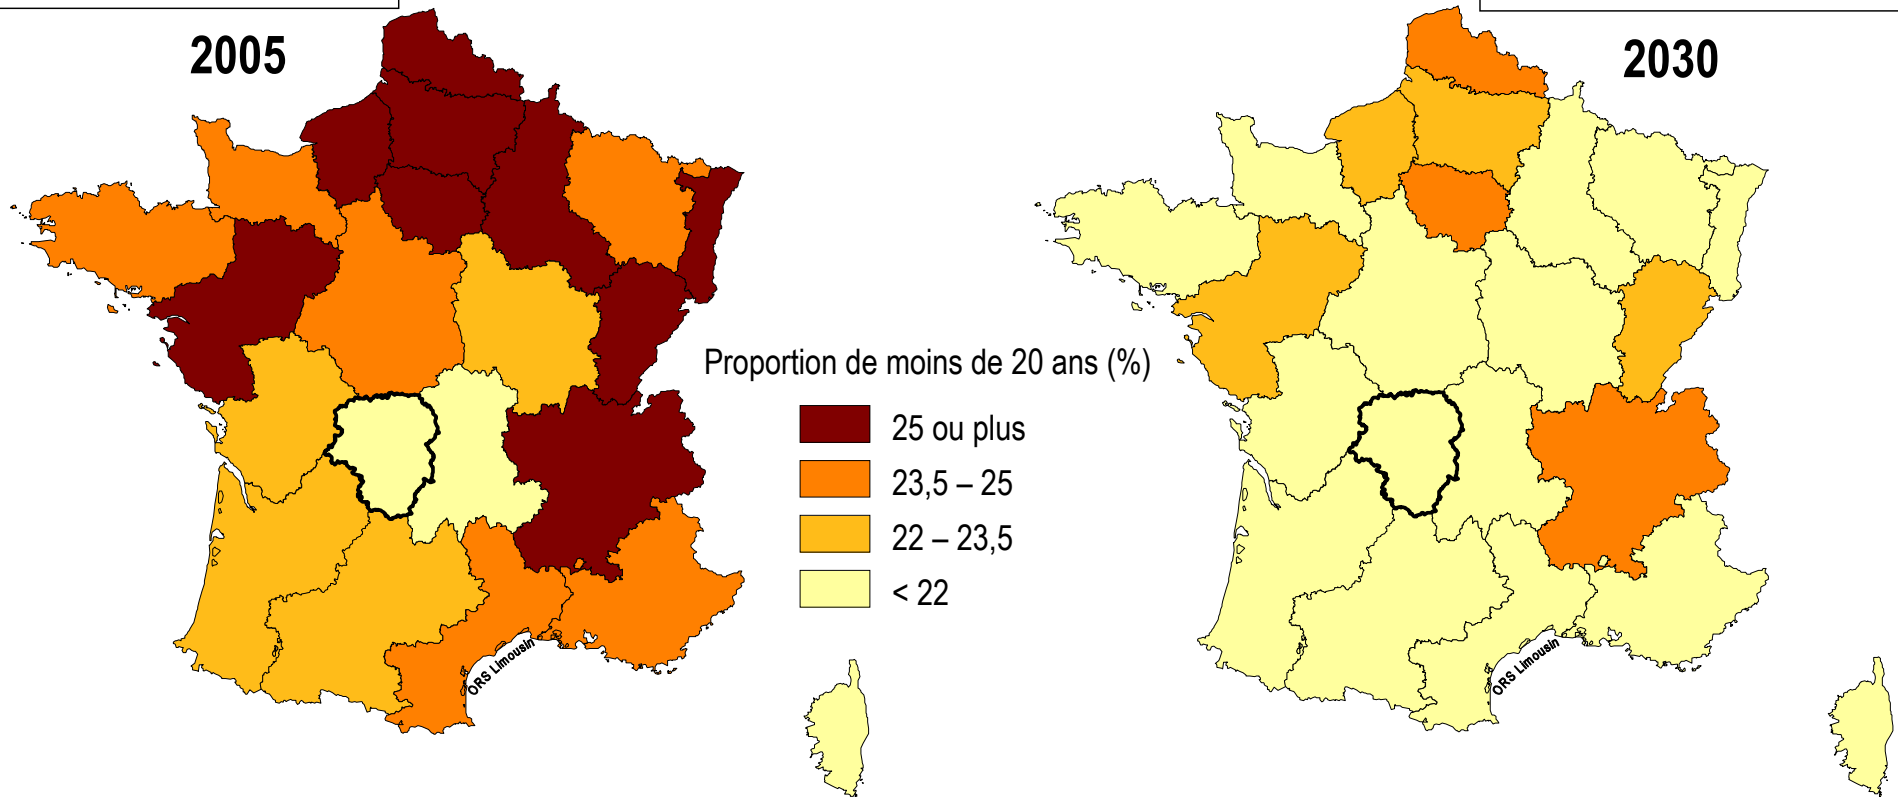 2005
2030
Proportion de moins de 20 ans (%)
25 ou plus
23,5 – 25
22 – 23,5
< 22
ORS Limousin
ORS Limousin